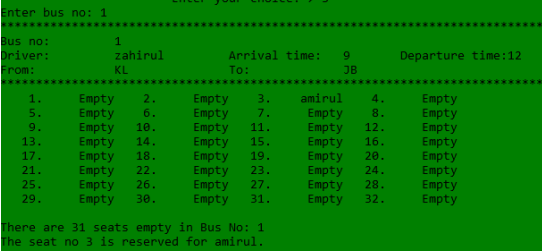 Enter your choice:
Enter bus no: 1
************************************************************************
Bus no: 1
Driver: zahirul Arrival time: 9 Departure time:12
From: KL To: JB
************************************************************************
1. Empty 2. Empty 3. amirul 4. Empty
5. Empty 6. Empty 7. Empty 8. Empty
9. Empty 10. Empty 11. Empty 12. Empty
13. Empty 14. Empty 15. Empty 16. Empty
17. Empty 18. Empty 19. Empty 20. Empty
21. Empty 22. Empty 23. Empty 24. Empty
25. Empty 26. Empty 27. Empty 28. Empty
29. Empty 30. Empty 31. Empty 32. Empty
There are 31 seats empty in Bus No: 1
The seat no 3 is reserved for amirul.